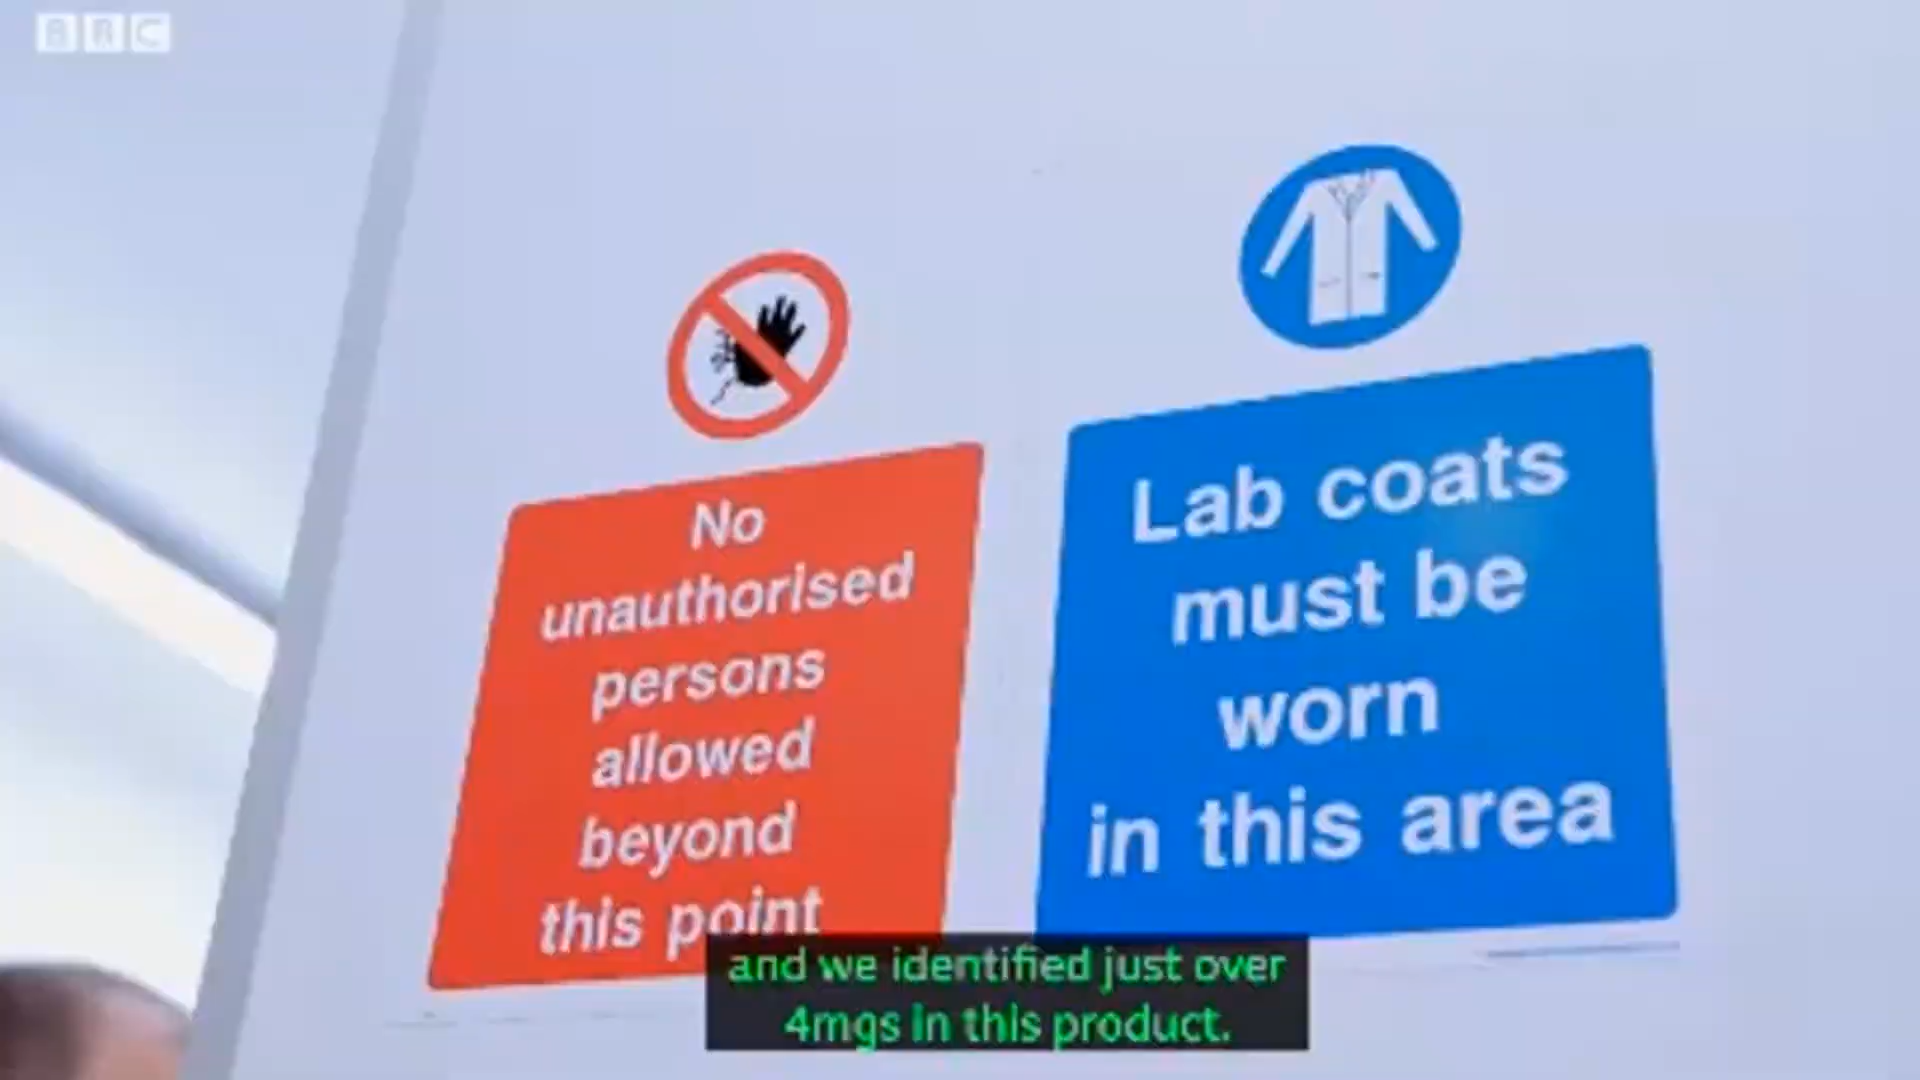 BBC
No
unauthorised
persons
allowed
beyond
this point
Lab coats
must be
worn
in this area
and we identified just over
4mgs in this product.